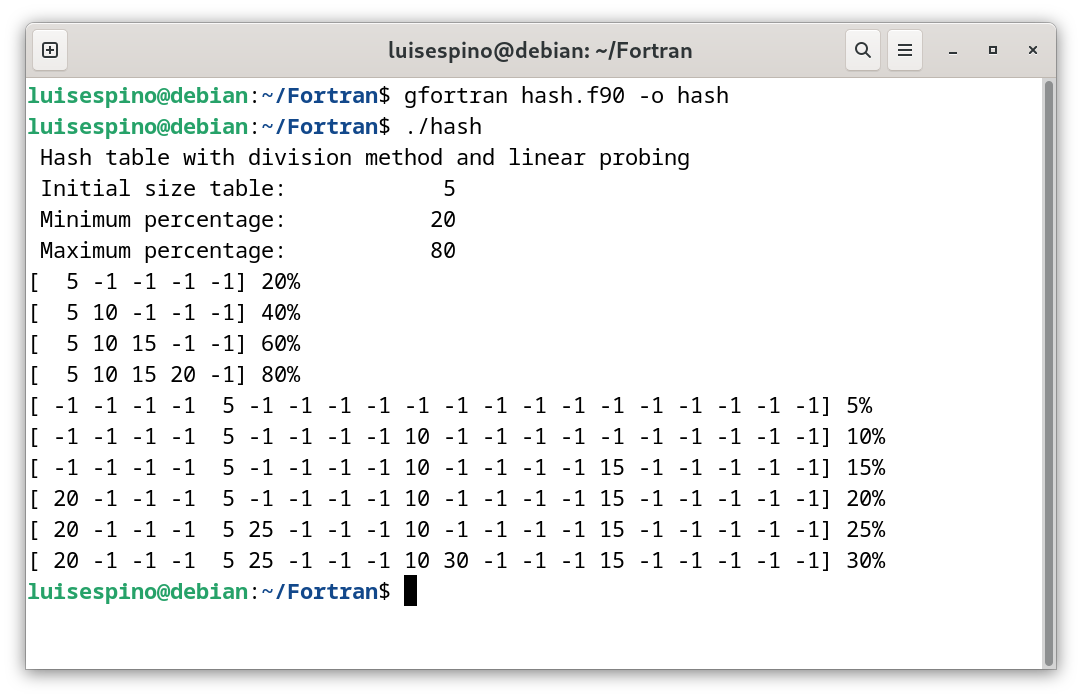 luisespino@debian: ~/Fortran
luisespino@debian:~/Fortran$ gfortran hash.f90 -o hash
luisespino@debian:~/Fortran$ ./hash
 Hash table with division method and linear probing
 Initial size table:            5
 Minimum percentage:           20
 Maximum percentage:           80
[  5 -1 -1 -1 -1] 20%
[  5 10 -1 -1 -1] 40%
[  5 10 15 -1 -1] 60%
[  5 10 15 20 -1] 80%
[ -1 -1 -1 -1  5 -1 -1 -1 -1 -1 -1 -1 -1 -1 -1 -1 -1 -1 -1 -1] 5%
[ -1 -1 -1 -1  5 -1 -1 -1 -1 10 -1 -1 -1 -1 -1 -1 -1 -1 -1 -1] 10%
[ -1 -1 -1 -1  5 -1 -1 -1 -1 10 -1 -1 -1 -1 15 -1 -1 -1 -1 -1] 15%
[ 20 -1 -1 -1  5 -1 -1 -1 -1 10 -1 -1 -1 -1 15 -1 -1 -1 -1 -1] 20%
[ 20 -1 -1 -1  5 25 -1 -1 -1 10 -1 -1 -1 -1 15 -1 -1 -1 -1 -1] 25%
[ 20 -1 -1 -1  5 25 -1 -1 -1 10 30 -1 -1 -1 15 -1 -1 -1 -1 -1] 30%
luisespino@debian:~/Fortran$